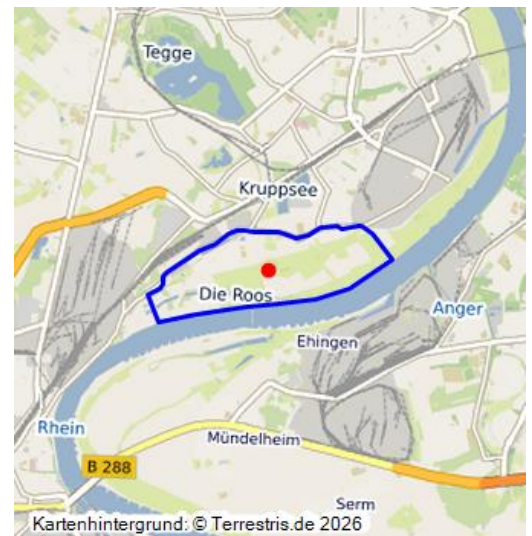 Tegge
Kruppsee
Die Roos
Anger
Ehingen
Rhein
Mündelheim
B 288
Serm
Kartenhintergrund: © Terrestris.de 2026